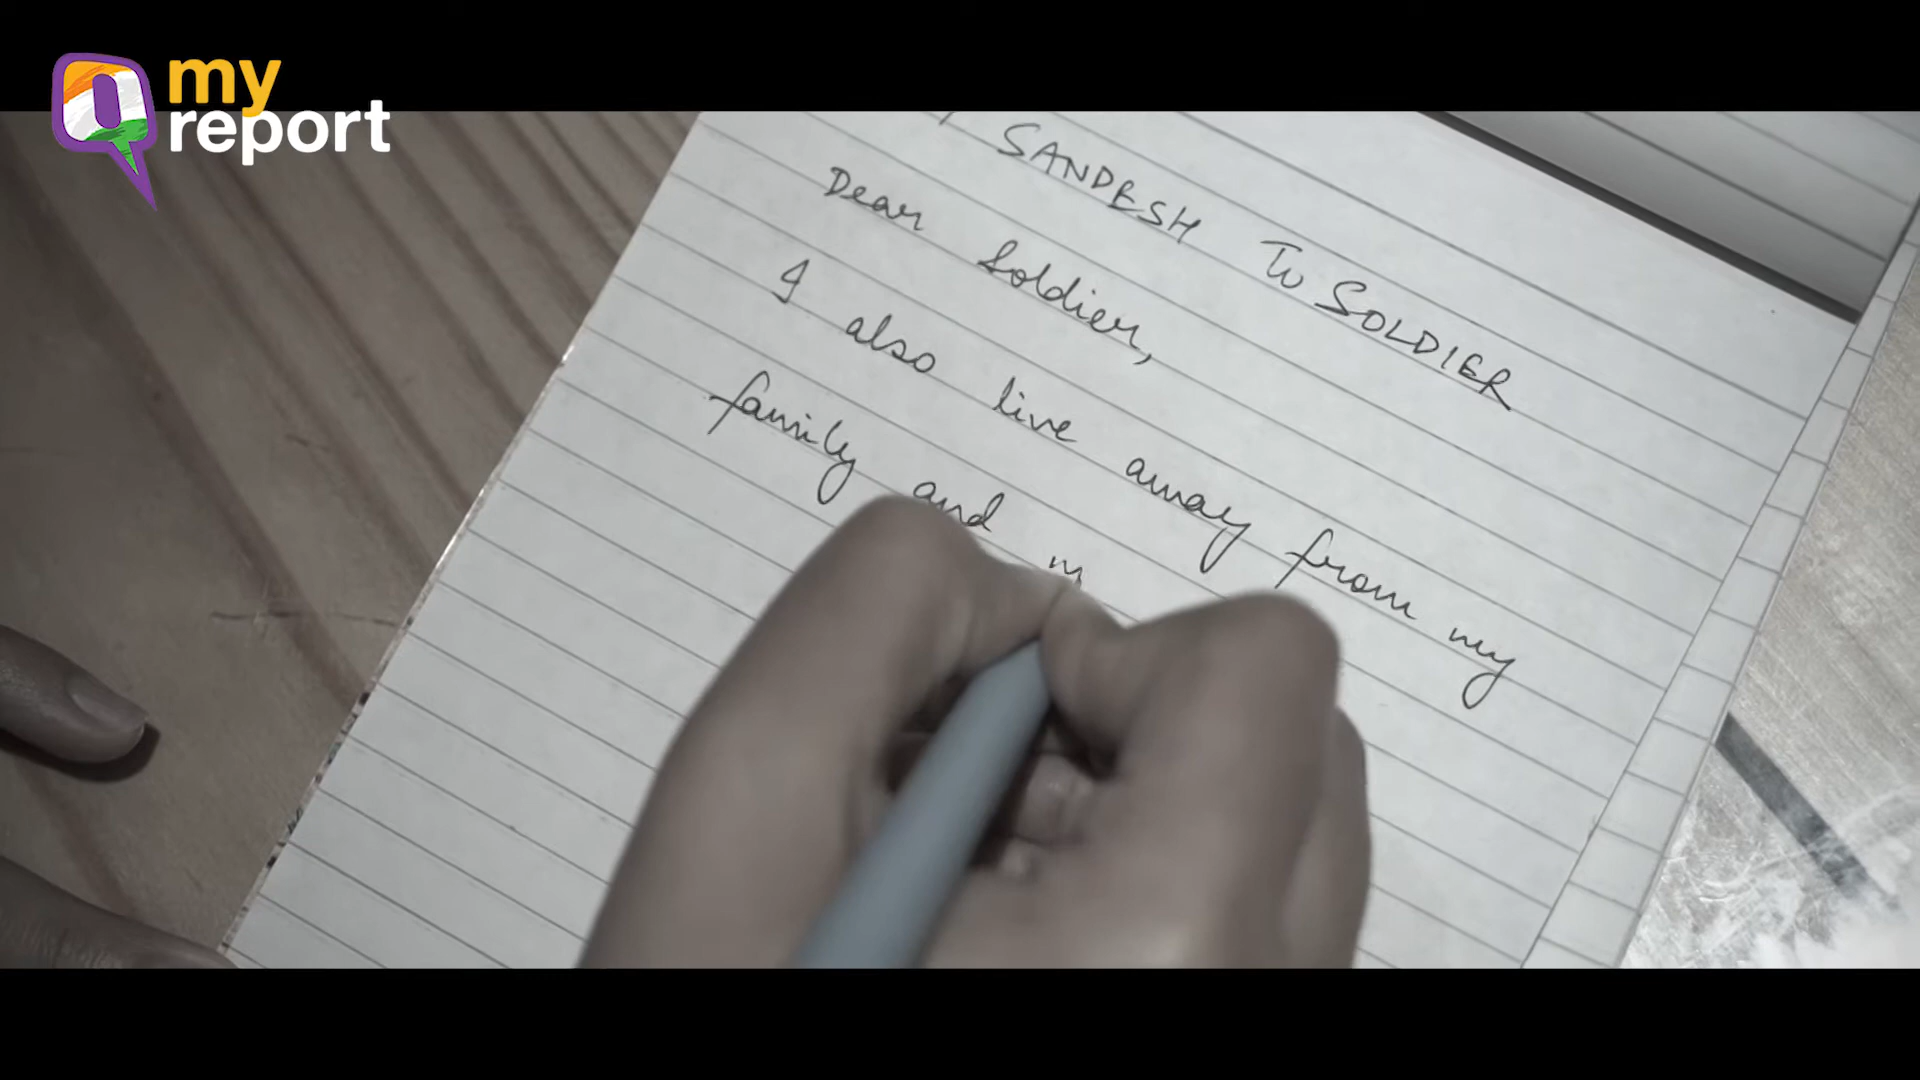 my
report
SANDESH To SOLDIER
Dear Soldier,
I also live away from my
family and